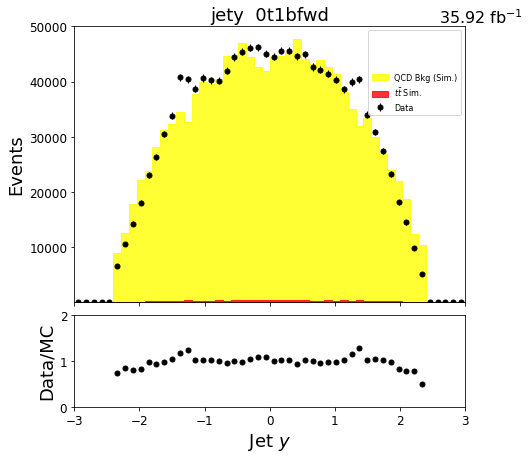 jety 0t1bfwd
35.92 fb⁻¹
50000
40000
30000
20000
10000
Events
QCD Bkg (Sim.)
tt̄ Sim.
Data
2
1
0
Data/MC
−3 −2 −1 0 1 2 3
Jet y